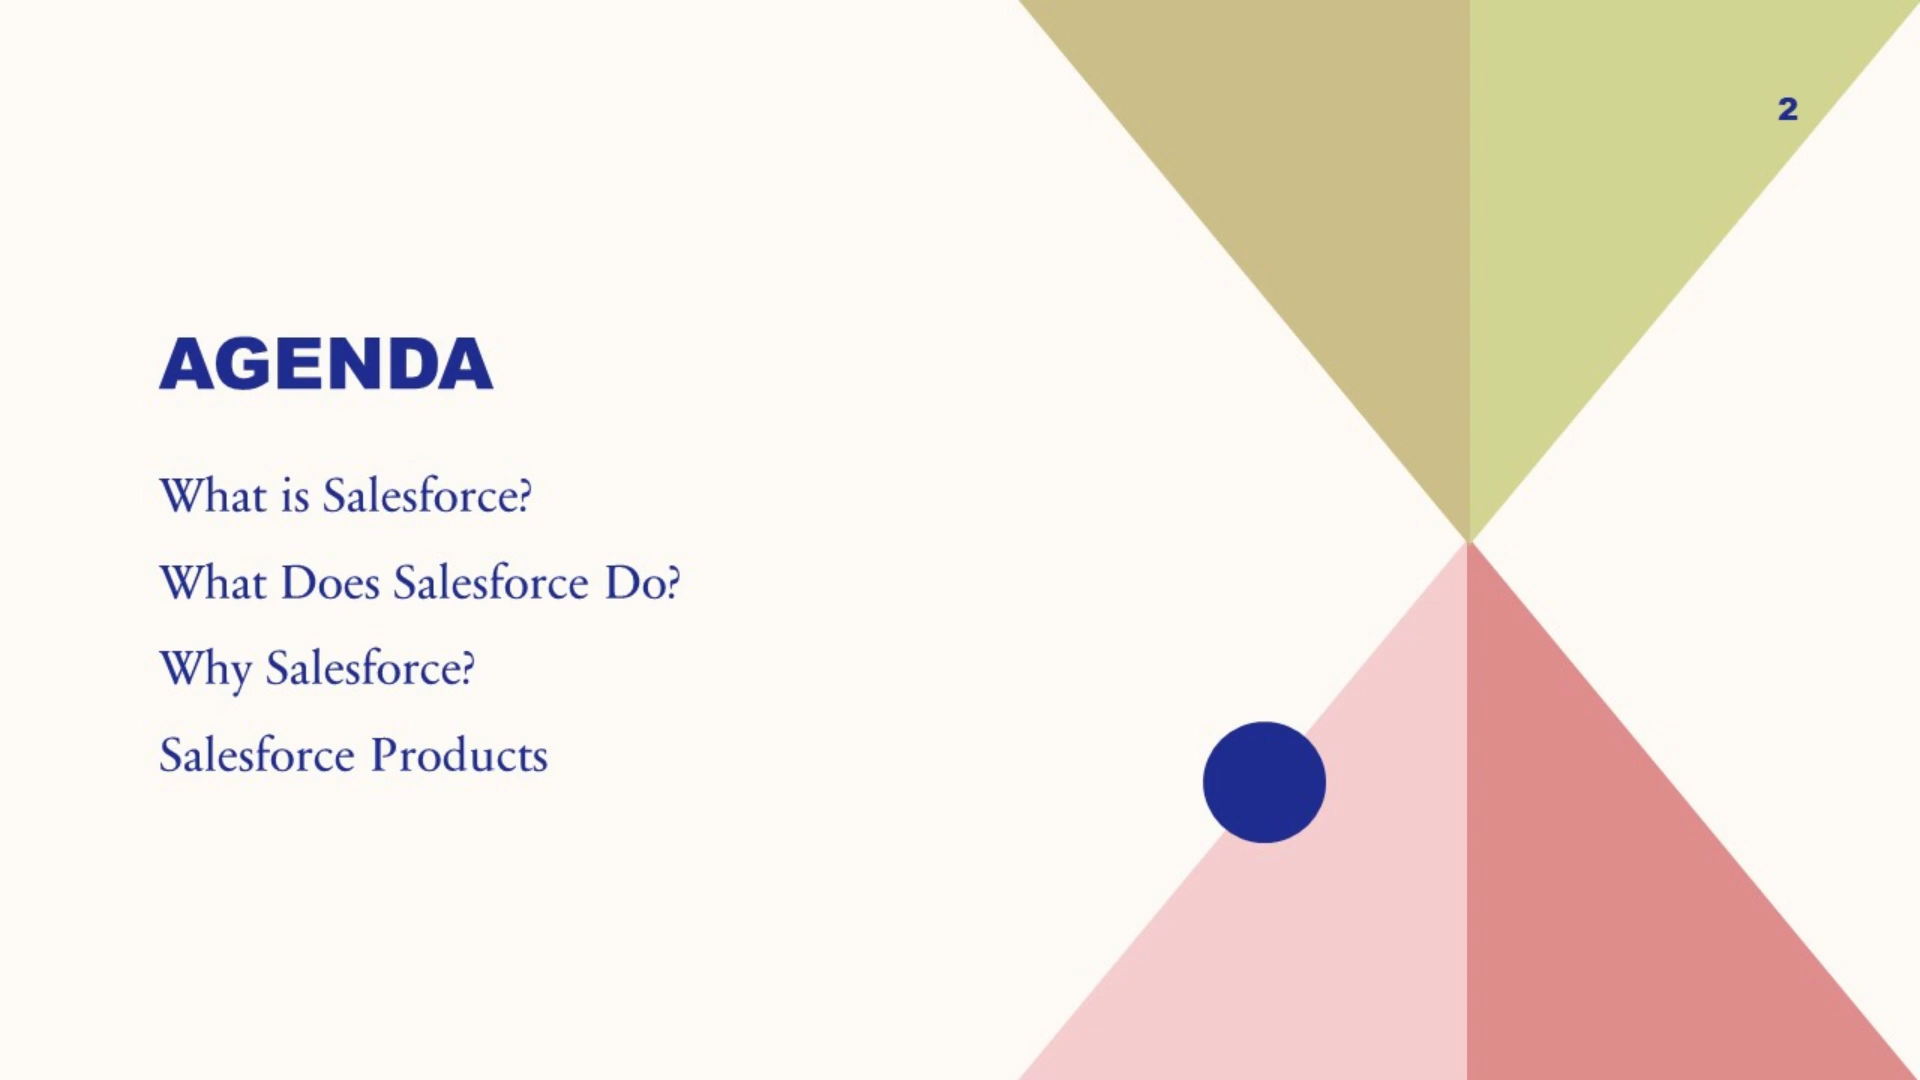 2
AGENDA
What is Salesforce?
What Does Salesforce Do?
Why Salesforce?
Salesforce Products